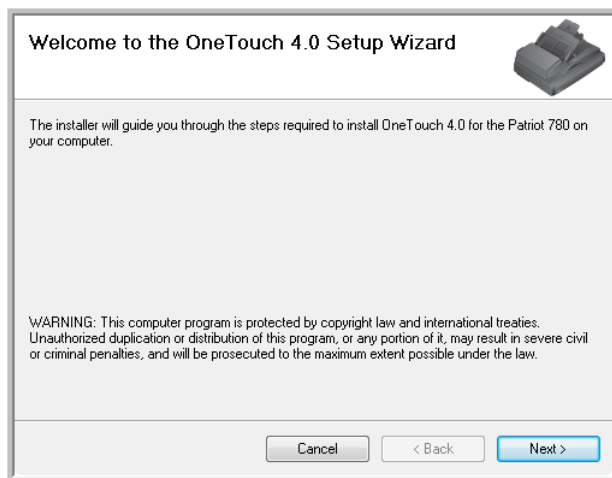 Welcome to the OneTouch 4.0 Setup Wizard
The installer will guide you through the steps required to install OneTouch 4.0 for the Patriot 780 on
your computer.
WARNING: This computer program is protected by copyright law and international treaties.
Unauthorized duplication or distribution of this program, or any portion of it, may result in severe civil
or criminal penalties, and will be prosecuted to the maximum extent possible under the law.
Cancel < Back Next >